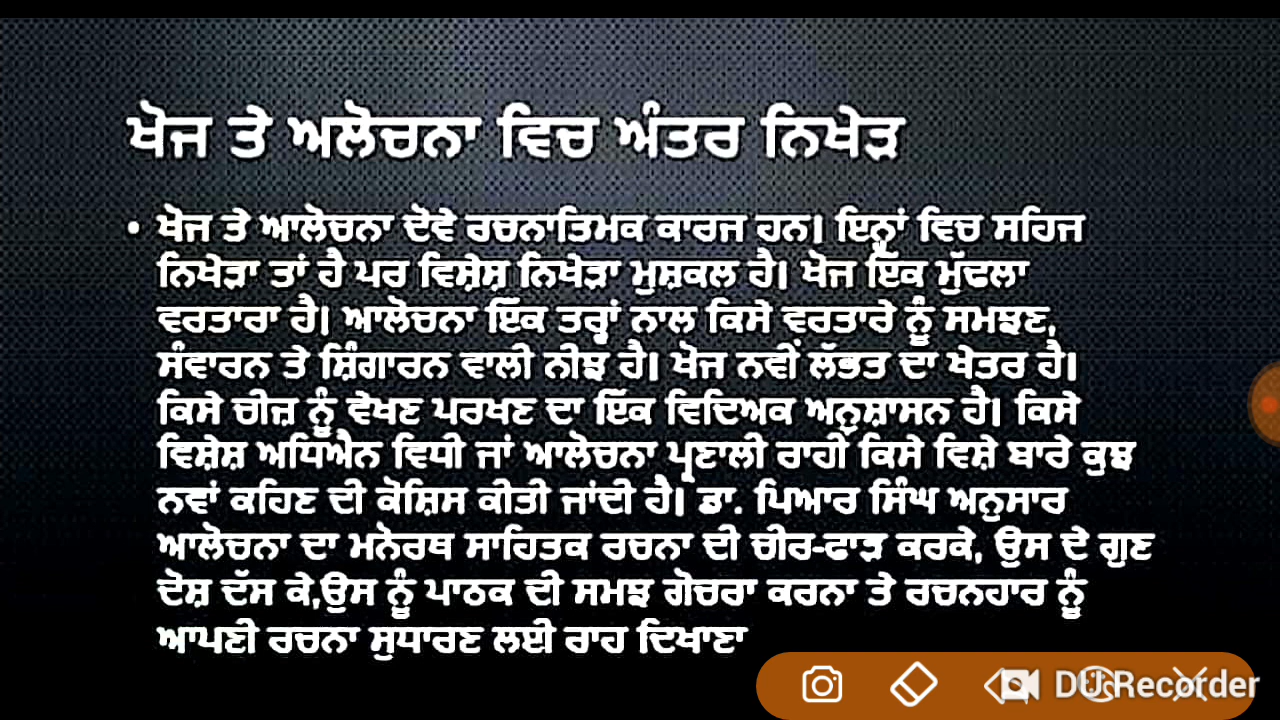 ਖੋਜ ਤੇ ਅਲੋਚਨਾ ਵਿਚ ਅੰਤਰ ਨਿਖੇੜ
• ਖੋਜ ਤੇ ਆਲੋਚਨਾ ਦੋਵੇ ਰਚਨਾਤਿਮਕ ਕਾਰਜ ਹਨ। ਇਨ੍ਹਾਂ ਵਿਚ ਸਹਿਜ
ਨਿਖੇੜਾ ਤਾਂ ਹੈ ਪਰ ਵਿਸ਼ੇਸ਼ ਨਿਖੇੜਾ ਮੁਸ਼ਕਲ ਹੈ। ਖੋਜ ਇੱਕ ਮੁੱਢਲਾ
ਵਰਤਾਰਾ ਹੈ। ਆਲੋਚਨਾ ਇੱਕ ਤਰ੍ਹਾਂ ਨਾਲ ਕਿਸੇ ਵਰਤਾਰੇ ਨੂੰ ਸਮਝਣ,
ਸੰਵਾਰਨ ਤੇ ਸ਼ਿੰਗਾਰਨ ਵਾਲੀ ਨੀਝ ਹੈ। ਖੋਜ ਨਵੀਂ ਲੱਭਤ ਦਾ ਖੇਤਰ ਹੈ।
ਕਿਸੇ ਚੀਜ਼ ਨੂੰ ਵੇਖਣ ਪਰਖਣ ਦਾ ਇੱਕ ਵਿਦਿਅਕ ਅਨੁਸ਼ਾਸਨ ਹੈ। ਕਿਸੇ
ਵਿਸ਼ੇਸ਼ ਅਧਿਐਨ ਵਿਧੀ ਜਾਂ ਆਲੋਚਨਾ ਪ੍ਰਣਾਲੀ ਰਾਹੀਂ ਕਿਸੇ ਵਿਸ਼ੇ ਬਾਰੇ ਕੁਝ
ਨਵਾਂ ਕਹਿਣ ਦੀ ਕੋਸ਼ਿਸ ਕੀਤੀ ਜਾਂਦੀ ਹੈ। ਡਾ. ਪਿਆਰ ਸਿੰਘ ਅਨੁਸਾਰ
ਆਲੋਚਨਾ ਦਾ ਮਨੋਰਥ ਸਾਹਿਤਕ ਰਚਨਾ ਦੀ ਚੀਰ-ਫਾੜ ਕਰਕੇ, ਉਸ ਦੇ ਗੁਣ
ਦੋਸ਼ ਦੱਸ ਕੇ,ਉਸ ਨੂੰ ਪਾਠਕ ਦੀ ਸਮਝ ਗੋਚਰਾ ਕਰਨਾ ਤੇ ਰਚਨਹਾਰ ਨੂੰ
ਆਪਣੀ ਰਚਨਾ ਸੁਧਾਰਣ ਲਈ ਰਾਹ ਦਿਖਾਣਾ
DU Recorder